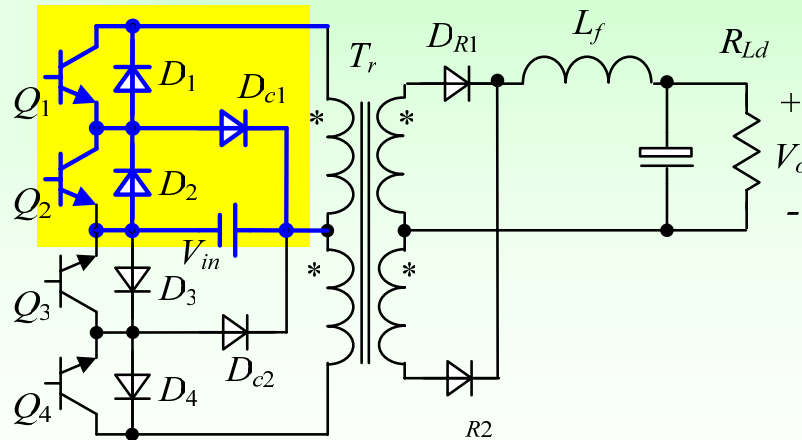 Q1
Q2
Q3
Q4
D1
D2
D3
D4
Dc1
Dc2
Vin
Tr
*
*
*
*
DR1
R2
Lf
RLd
+
Vo
-